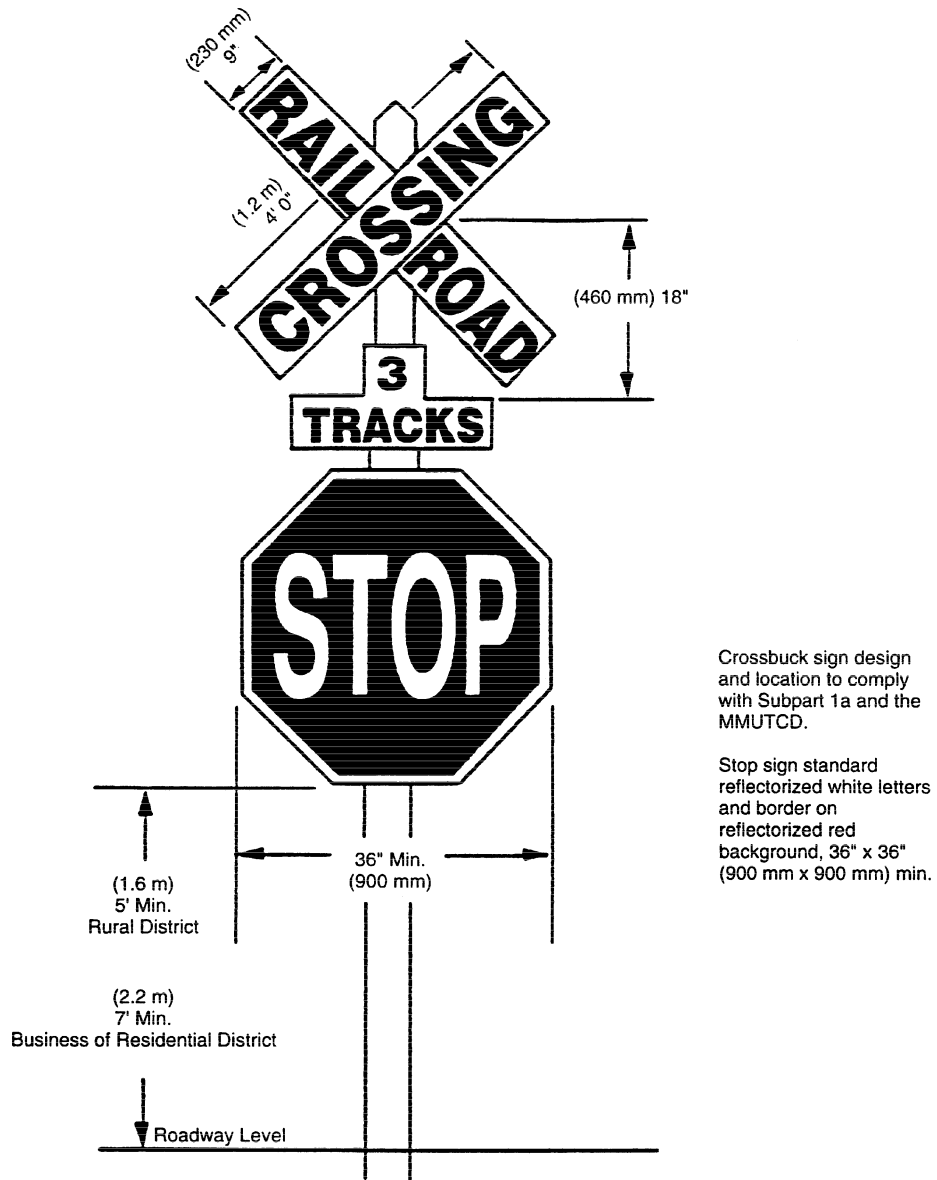 (230 mm)
9"
RAIL
CROSSING
ROAD
(1.2 m)
4' 0"
(460 mm) 18"
3
TRACKS
STOP
Crossbuck sign design
and location to comply
with Subpart 1a and the
MMUTCD.
Stop sign standard
reflectorized white letters
and border on
reflectorized red
background, 36" x 36"
(900 mm x 900 mm) min.
36" Min.
(900 mm)
(1.6 m)
5' Min.
Rural District
(2.2 m)
7' Min.
Business of Residential District
Roadway Level